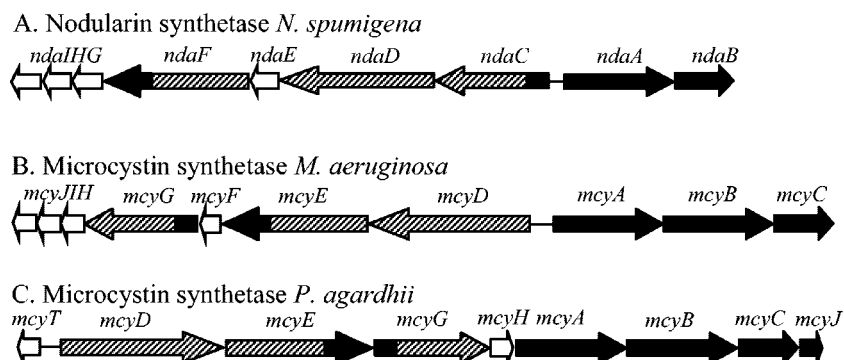 A. Nodularin synthetase N. spumigena
ndaIHG ndaF ndaE ndaD ndaC ndaA ndaB
B. Microcystin synthetase M. aeruginosa
mcyJIH mcyG mcyF mcyE mcyD mcyA mcyB mcyC
C. Microcystin synthetase P. agardhii
mcyT mcyD mcyE mcyG mcyH mcyA mcyB mcyC mcyJ